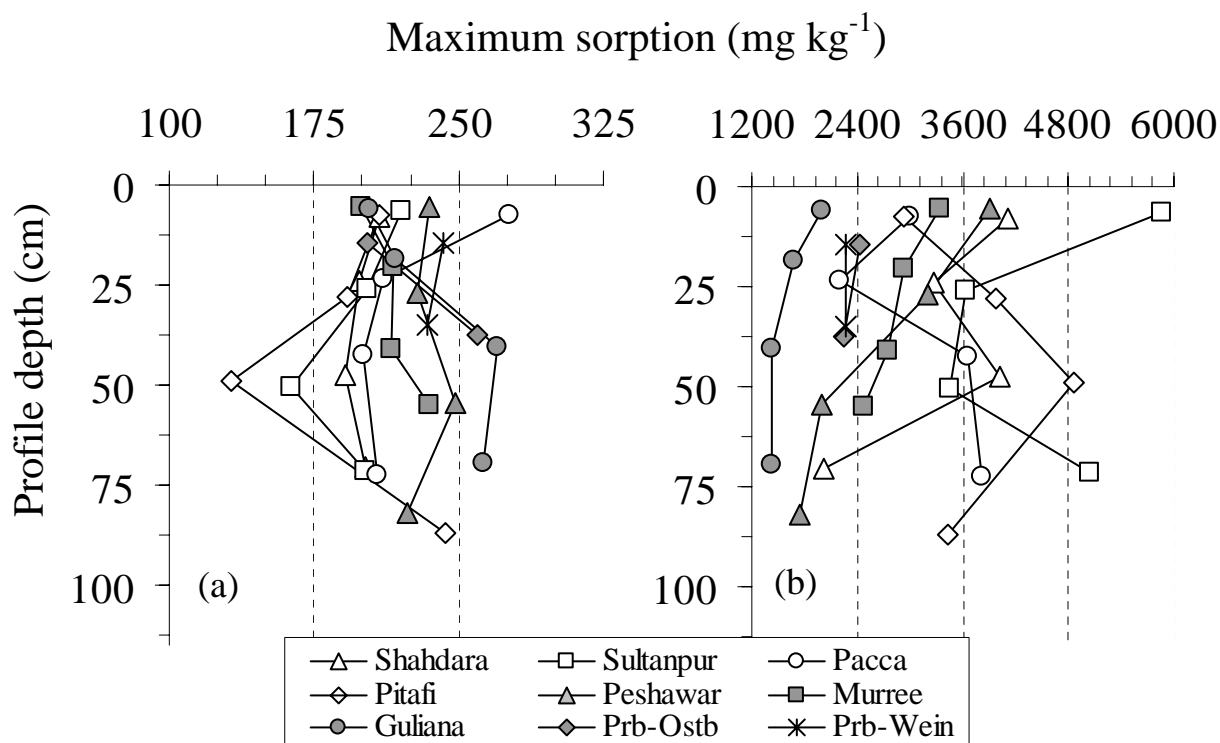 Maximum sorption (mg kg⁻¹)
100 175 250 325 1200 2400 3600 4800 6000
Profile depth (cm)
0 0
25 25
50 50
75 75
100 (a) 100 (b)
Shahdara Sultanpur Pacca
Pitafi Peshawar Murree
Guliana Prb-Ostb Prb-Wein